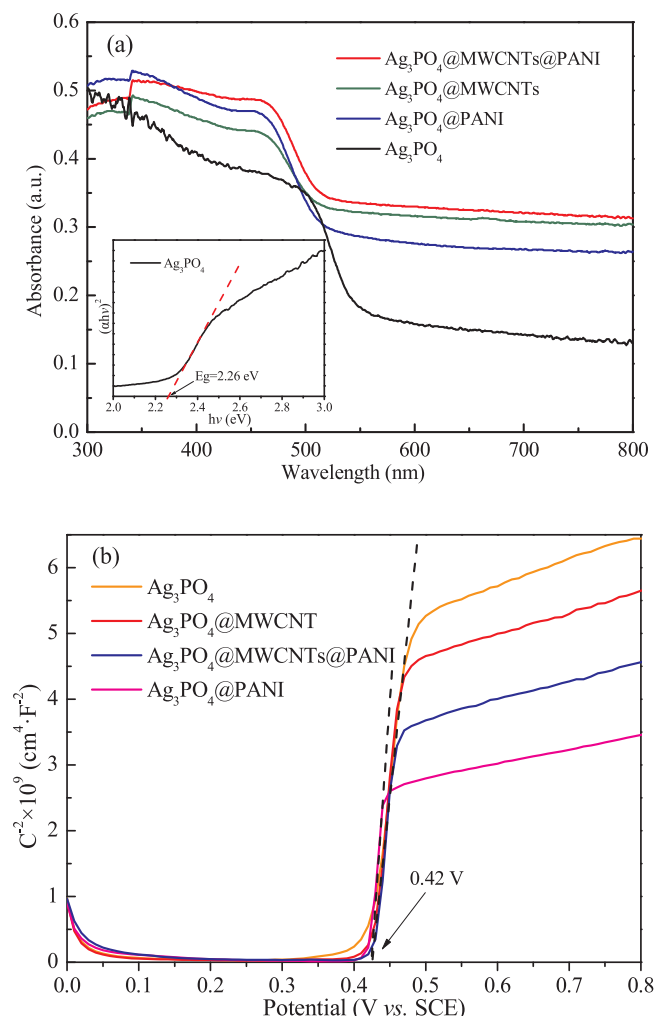 (a)
Ag₃PO₄@MWCNTs@PANI
Ag₃PO₄@MWCNTs
Ag₃PO₄@PANI
Ag₃PO₄
0.6
0.5
0.4
0.3
0.2
0.1
0.0
Absorbance (a.u.)
Ag₃PO₄
(αhν)²
Eg=2.26 eV
2.0 2.2 2.4 2.6 2.8 3.0
hν (eV)
300 400 500 600 700 800
Wavelength (nm)
(b)
Ag₃PO₄
Ag₃PO₄@MWCNT
Ag₃PO₄@MWCNTs@PANI
Ag₃PO₄@PANI
6
5
4
3
2
1
0
C⁻²×10⁹ (cm⁴·F⁻²)
0.42 V
0.0 0.1 0.2 0.3 0.4 0.5 0.6 0.7 0.8
Potential (V vs. SCE)